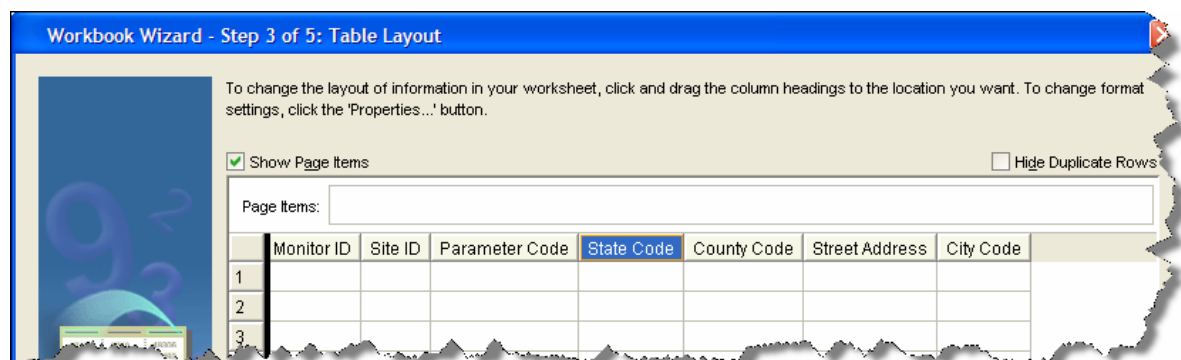 Workbook Wizard - Step 3 of 5: Table Layout
To change the layout of information in your worksheet, click and drag the column headings to the location you want. To change format
settings, click the 'Properties...' button.
Show Page Items
Hide Duplicate Rows
Page Items:
Monitor ID Site ID Parameter Code State Code County Code Street Address City Code
1
2
3